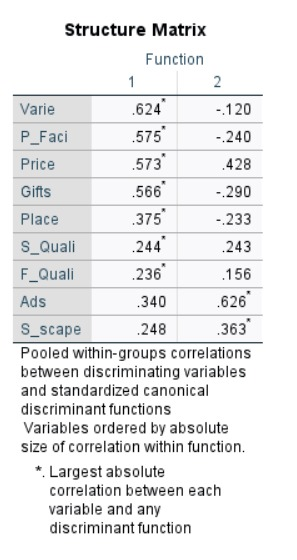 Structure Matrix
Function
1 2
Varie .624* -.120
P_Faci .575* -.240
Price .573* .428
Gifts .566* -.290
Place .375* -.233
S_Quali .244* .243
F_Quali .236* .156
Ads .340 .626*
S_scape .248 .363*
Pooled within-groups correlations
between discriminating variables
and standardized canonical
discriminant functions
Variables ordered by absolute
size of correlation within function.
*. Largest absolute
correlation between each
variable and any
discriminant function